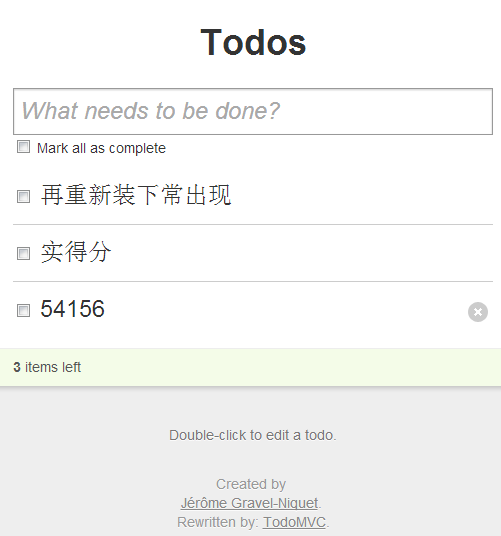 Todos
What needs to be done?
Mark all as complete
再重新装下常出现
实得分
54156
3 items left
Double-click to edit a todo.
Created by
Jérôme Gravel-Niquet.
Rewritten by: TodoMVC.